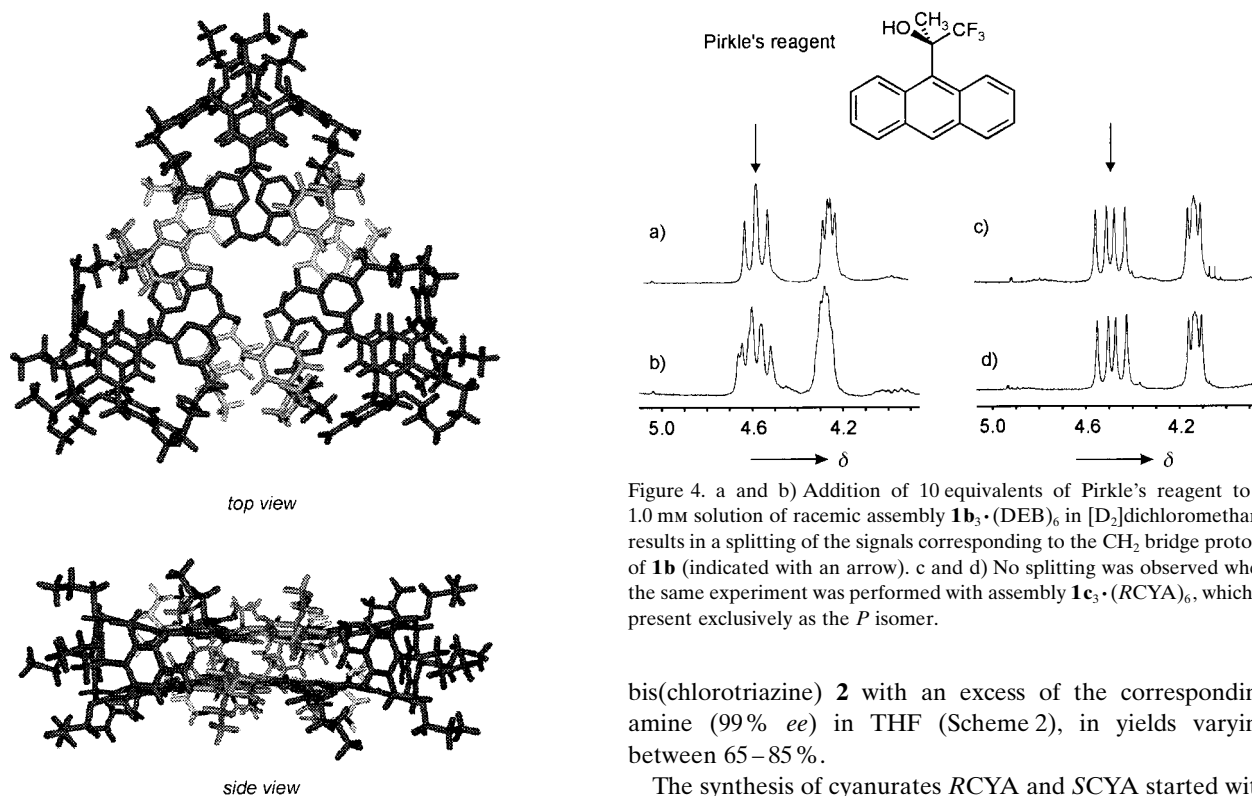 top view
side view
Pirkle's reagent
HO
CH3
CF3
a)
b)
5.0 4.6 4.2
δ
c)
d)
5.0 4.6 4.2
δ
Figure 4. a and b) Addition of 10 equivalents of Pirkle's reagent to
1.0 mM solution of racemic assembly 1b₃·(DEB)₆ in [D₂]dichloromethan
results in a splitting of the signals corresponding to the CH₂ bridge proto
of 1b (indicated with an arrow). c and d) No splitting was observed whe
the same experiment was performed with assembly 1c₃·(RCYA)₆, which
present exclusively as the P isomer.
bis(chlorotriazine) 2 with an excess of the correspondin
amine (99% ee) in THF (Scheme 2), in yields varyin
between 65–85%.
The synthesis of cyanurates RCYA and SCYA started wit